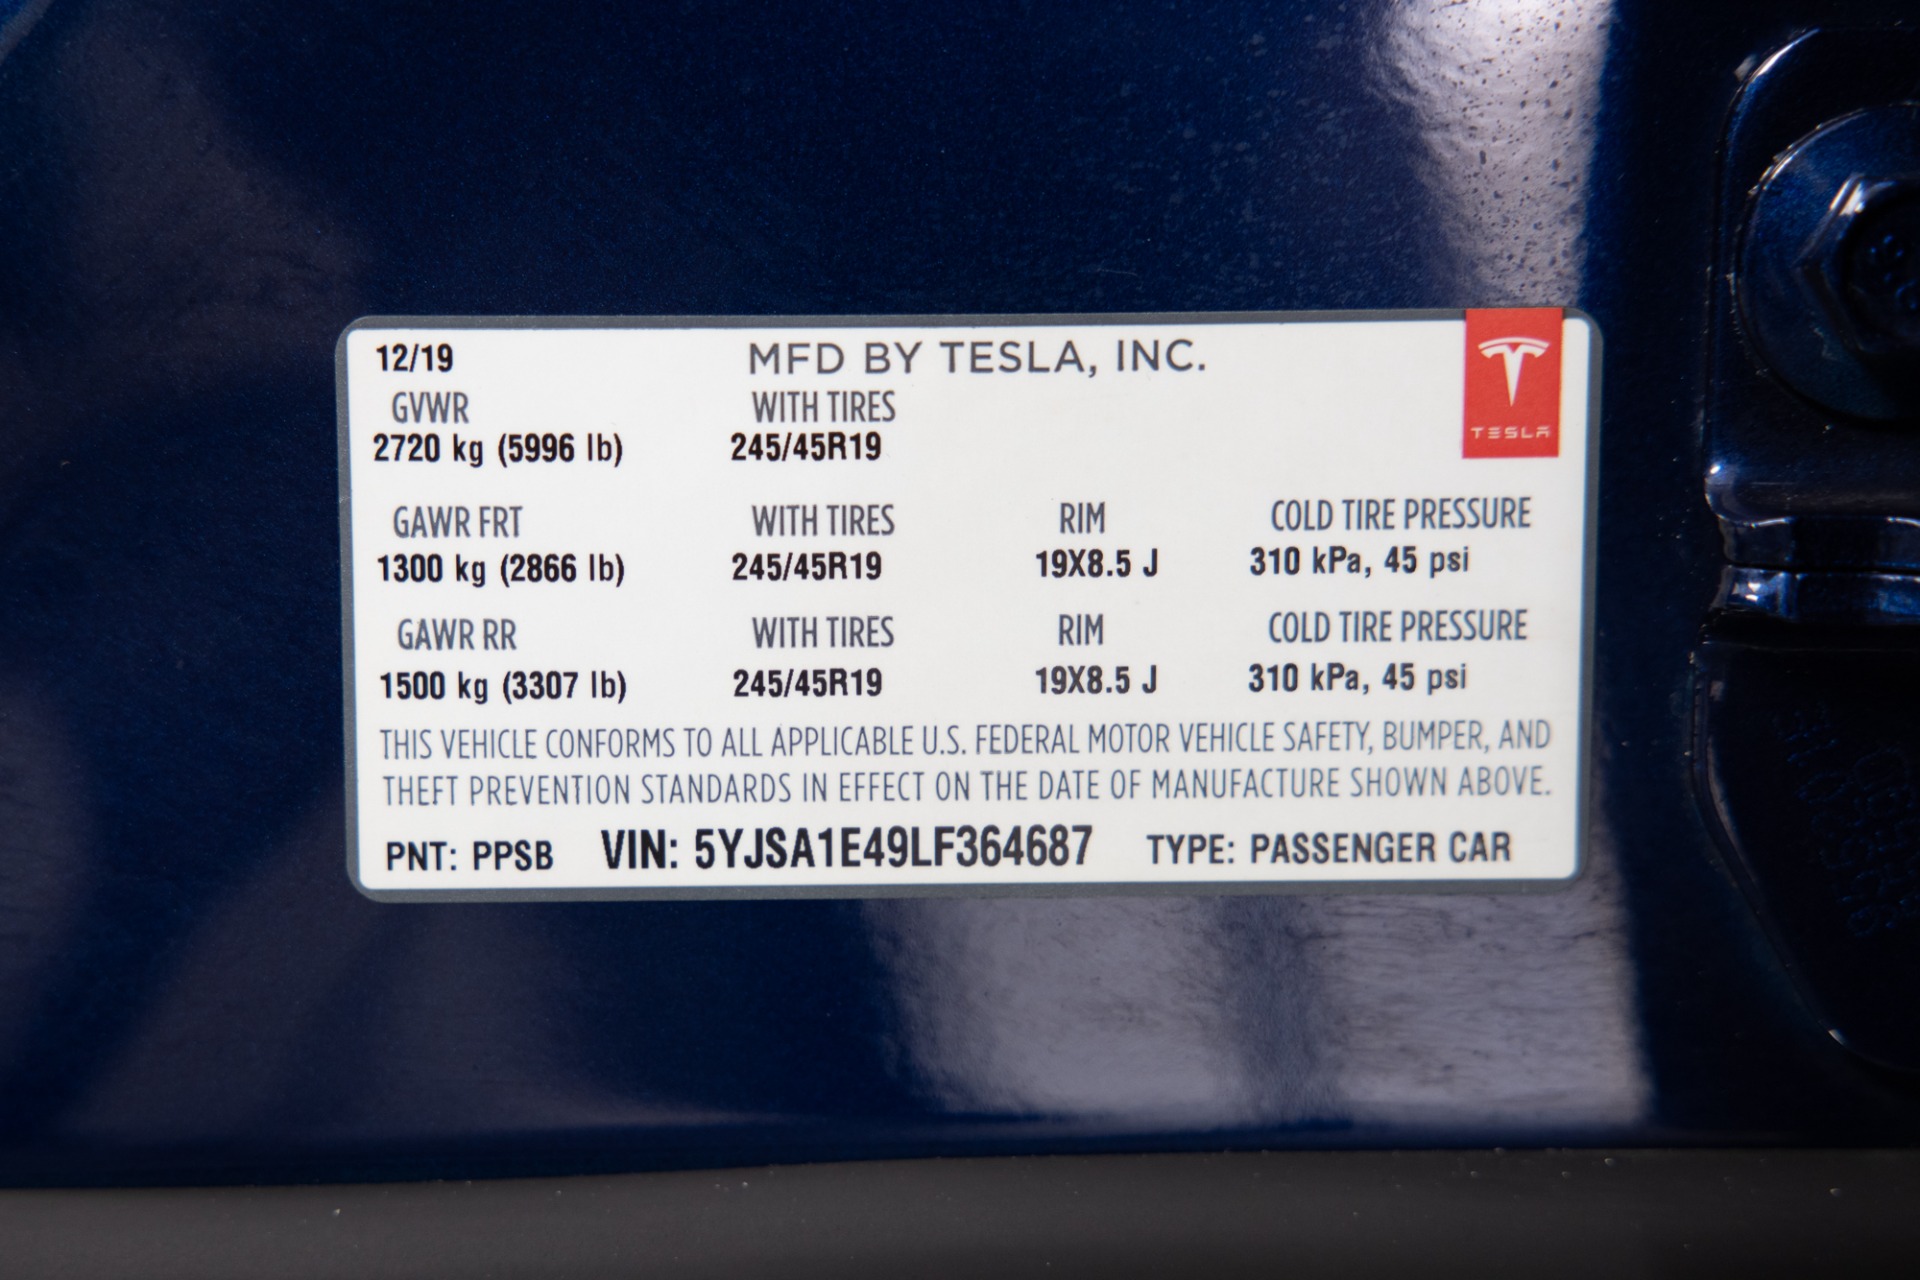 12/19 MFD BY TESLA, INC.
GVWR WITH TIRES
2720 kg (5996 lb) 245/45R19
TESLA
GAWR FRT WITH TIRES RIM COLD TIRE PRESSURE
1300 kg (2866 lb) 245/45R19 19X8.5 J 310 kPa, 45 psi
GAWR RR WITH TIRES RIM COLD TIRE PRESSURE
1500 kg (3307 lb) 245/45R19 19X8.5 J 310 kPa, 45 psi
THIS VEHICLE CONFORMS TO ALL APPLICABLE U.S. FEDERAL MOTOR VEHICLE SAFETY, BUMPER, AND
THEFT PREVENTION STANDARDS IN EFFECT ON THE DATE OF MANUFACTURE SHOWN ABOVE.
PNT: PPSB VIN: 5YJSA1E49LF364687 TYPE: PASSENGER CAR